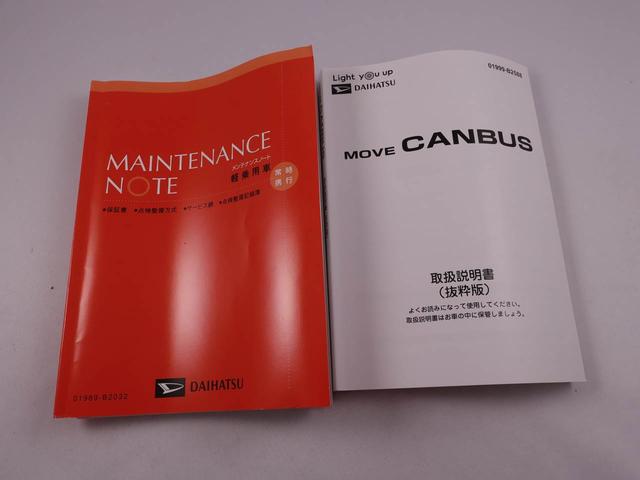 MAINTENANCE
NOTE
メンテナンスノート
軽乗用車
常時
携行
●保証書 ●点検整備方式 ●サービス網 ●点検整備記録簿
DAIHATSU
01989-B2032
Light you up
DAIHATSU
01999-B2588
MOVE CANBUS
取扱説明書
(抜粋版)
よくお読みになって使用してください。
取扱説明書はお車の中に保管しましょう。